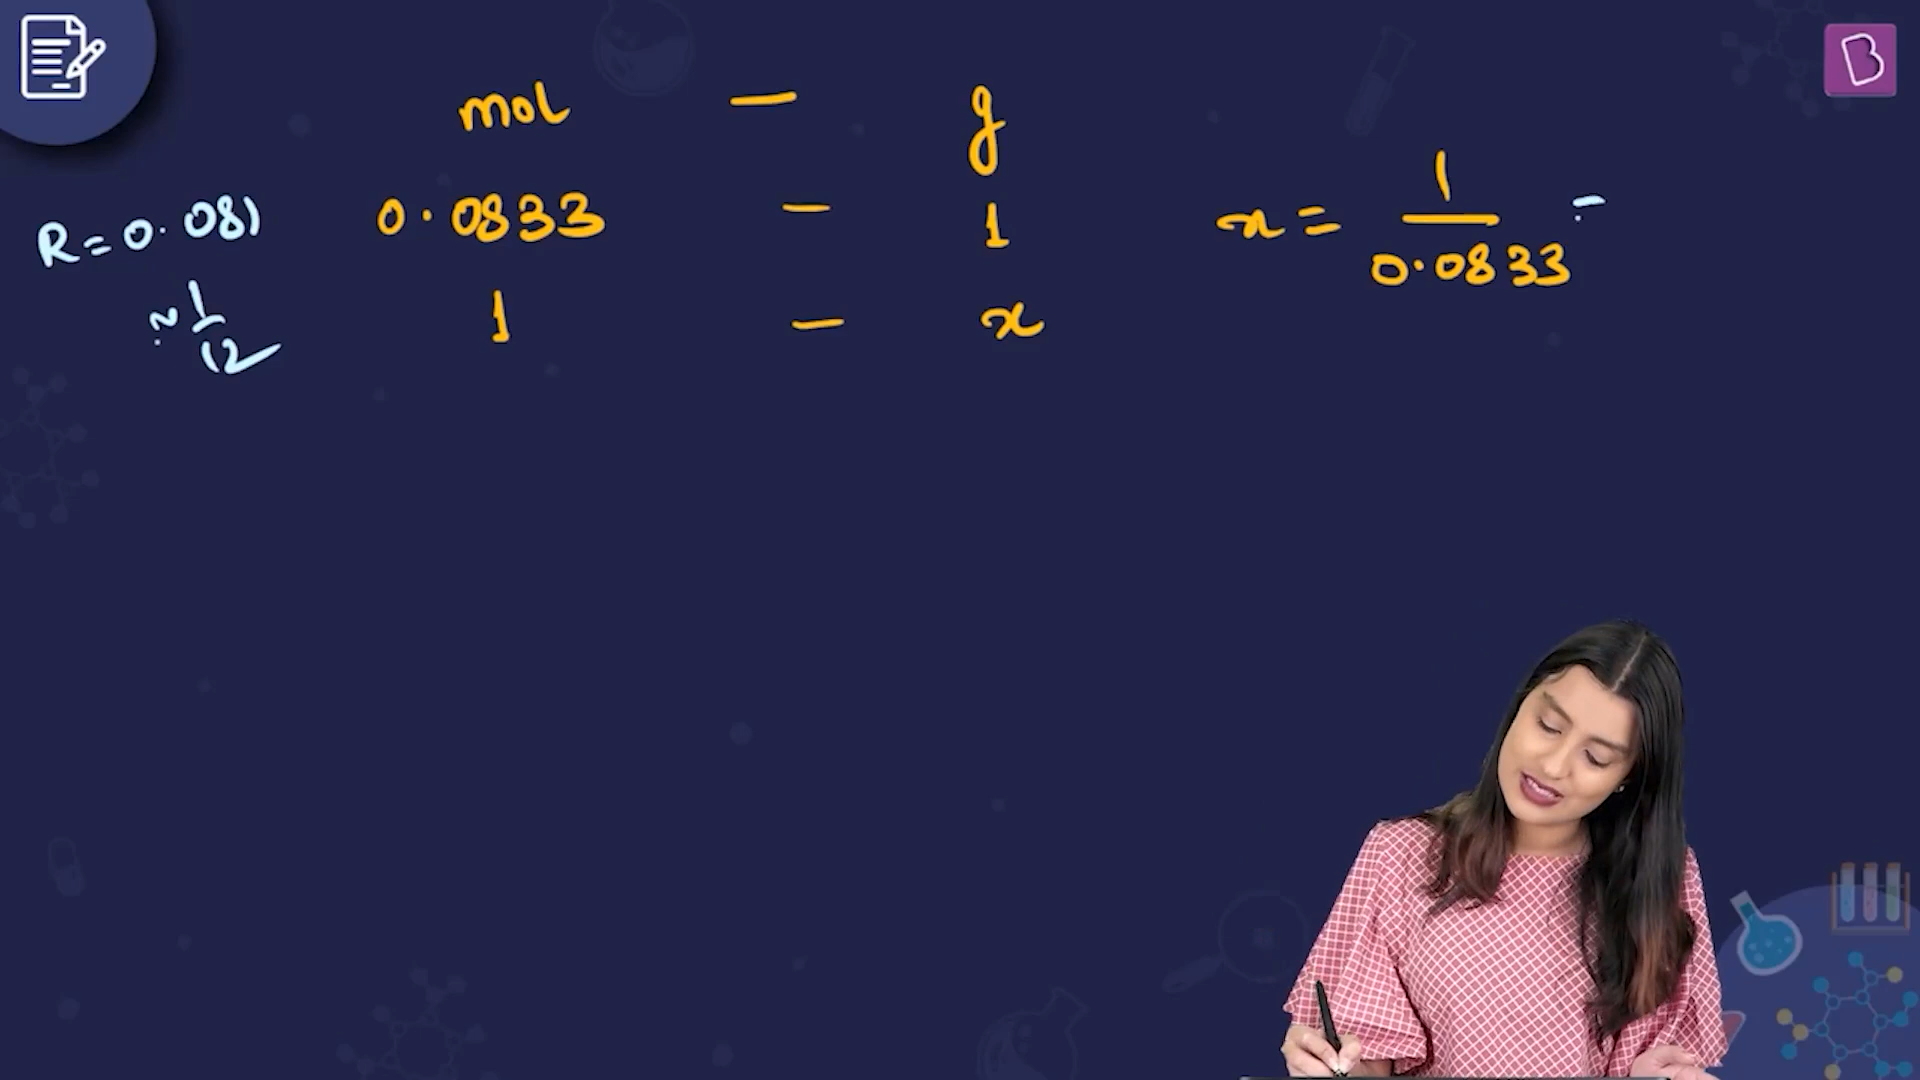 mol — g
R = 0.081 0.0833 — 1 x = 1/0.0833 =
≈ 1/12 1 — x
B